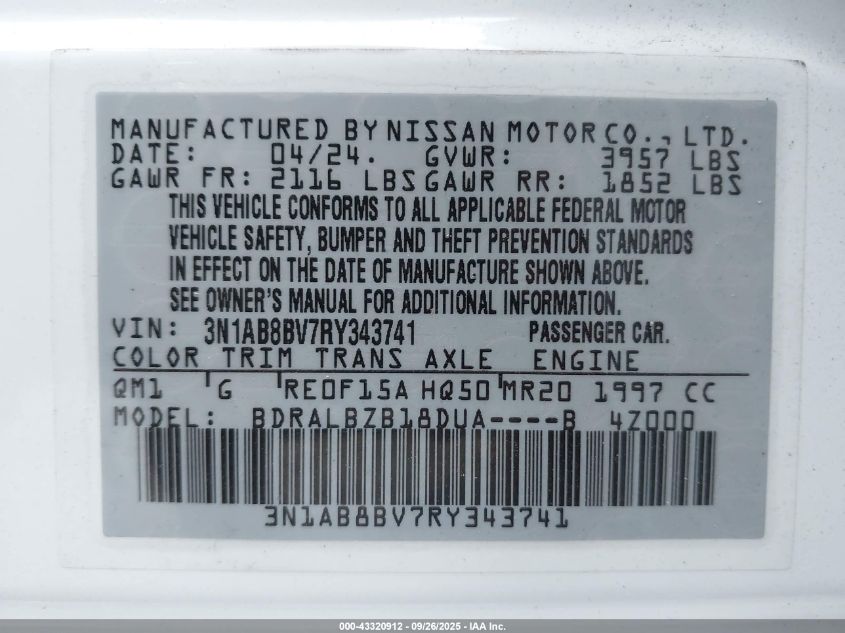 MANUFACTURED BY NISSAN MOTOR CO., LTD.
DATE: 04/24. GVWR: 3957 LBS
GAWR FR: 2116 LBS GAWR RR: 1852 LBS
THIS VEHICLE CONFORMS TO ALL APPLICABLE FEDERAL MOTOR
VEHICLE SAFETY, BUMPER AND THEFT PREVENTION STANDARDS
IN EFFECT ON THE DATE OF MANUFACTURE SHOWN ABOVE.
SEE OWNER'S MANUAL FOR ADDITIONAL INFORMATION.
VIN: 3N1AB8BV7RY343741 PASSENGER CAR.
COLOR TRIM TRANS AXLE ENGINE
QM1 G RE0F15A HQ50 MR20 1997 CC
MODEL: BDRALBZB18DUA----B 4Z000
3N1AB8BV7RY343741
000-43320912 - 09/26/2025 - IAA Inc.